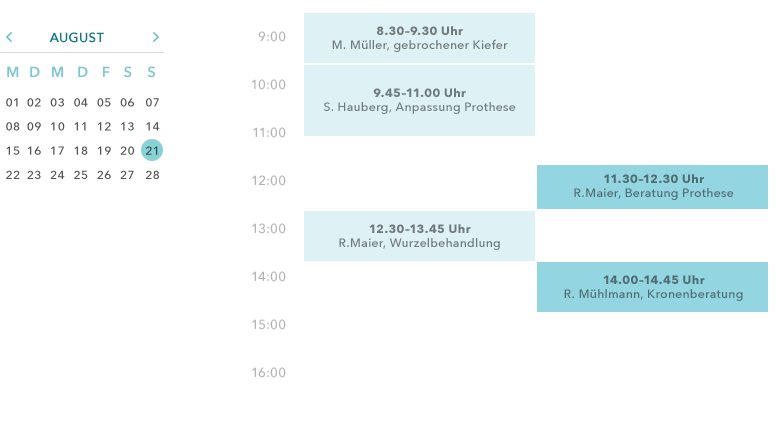 AUGUST
M D M D F S S
01 02 03 04 05 06 07
08 09 10 11 12 13 14
15 16 17 18 19 20 21
22 23 24 25 26 27 28
9:00
10:00
11:00
12:00
13:00
14:00
15:00
16:00
8.30–9.30 Uhr
M. Müller, gebrochener Kiefer
9.45–11.00 Uhr
S. Hauberg, Anpassung Prothese
11.30–12.30 Uhr
R.Maier, Beratung Prothese
12.30–13.45 Uhr
R.Maier, Wurzelbehandlung
14.00–14.45 Uhr
R. Mühlmann, Kronenberatung